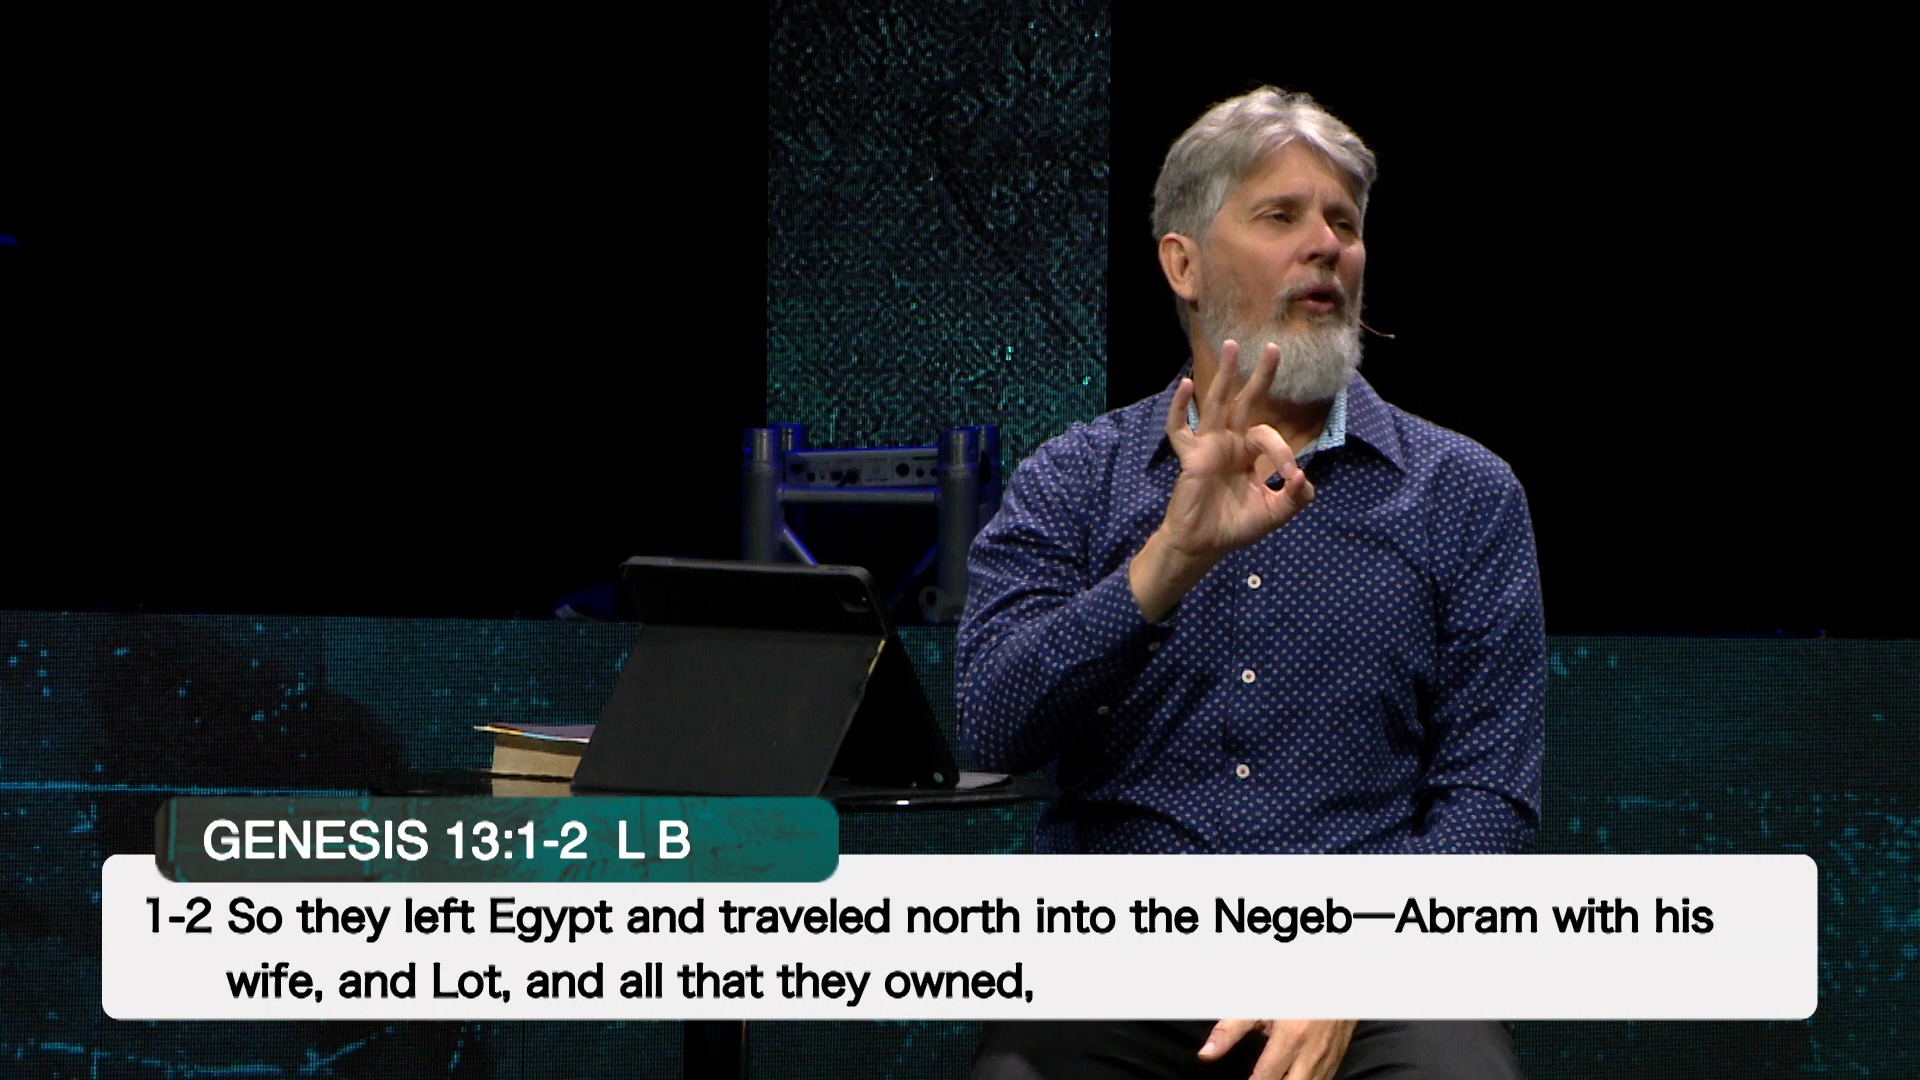 GENESIS 13:1-2 L B
1-2 So they left Egypt and traveled north into the Negeb—Abram with his
wife, and Lot, and all that they owned,